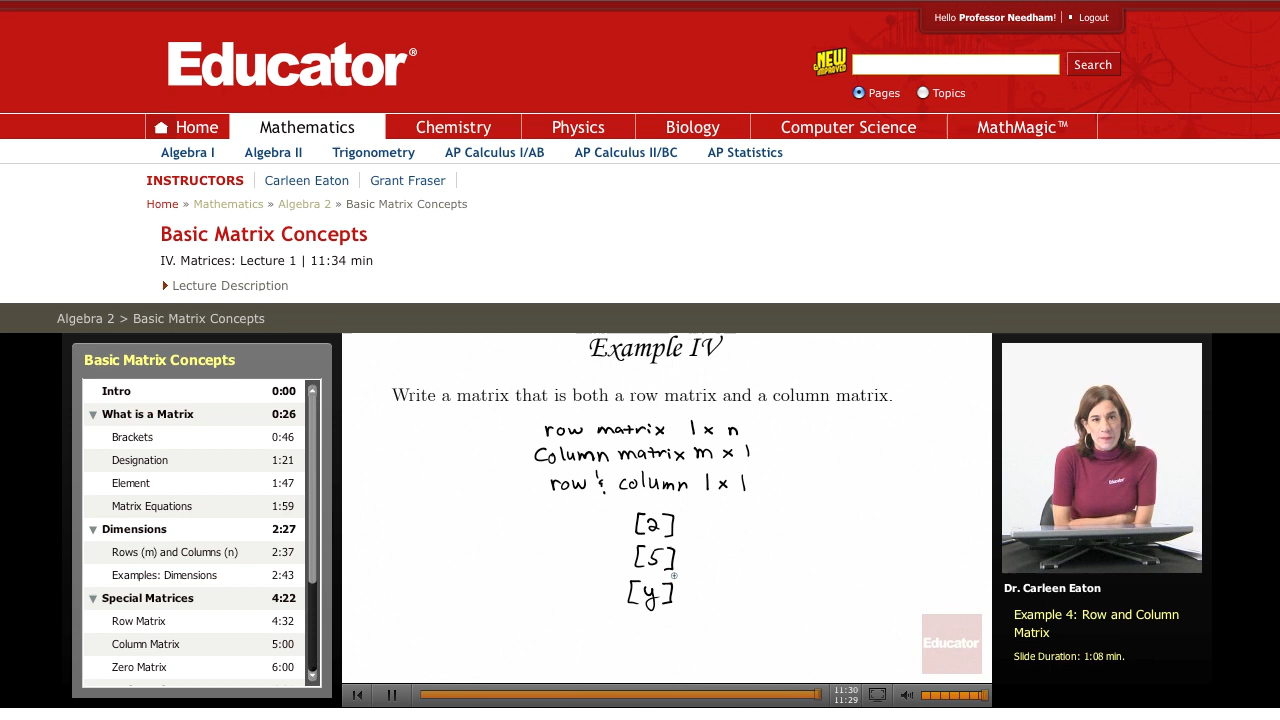 Hello Professor Needham! Logout
Educator®
NEW
& IMPROVED
Search
Pages Topics
Home Mathematics Chemistry Physics Biology Computer Science MathMagic™
Algebra I Algebra II Trigonometry AP Calculus I/AB AP Calculus II/BC AP Statistics
INSTRUCTORS Carleen Eaton Grant Fraser
Home » Mathematics » Algebra 2 » Basic Matrix Concepts
Basic Matrix Concepts
IV. Matrices: Lecture 1 | 11:34 min
Lecture Description
Algebra 2 > Basic Matrix Concepts
Basic Matrix Concepts
Intro 0:00
What is a Matrix 0:26
Brackets 0:46
Designation 1:21
Element 1:47
Matrix Equations 1:59
Dimensions 2:27
Rows (m) and Columns (n) 2:37
Examples: Dimensions 2:43
Special Matrices 4:22
Row Matrix 4:32
Column Matrix 5:00
Zero Matrix 6:00
Example IV
Write a matrix that is both a row matrix and a column matrix.
row matrix 1 x n
Column matrix m x 1
row & column 1 x 1
[2]
[5]
[y]
Educator
11:30
11:29
Educator
Dr. Carleen Eaton
Example 4: Row and Column
Matrix
Slide Duration: 1:08 min.